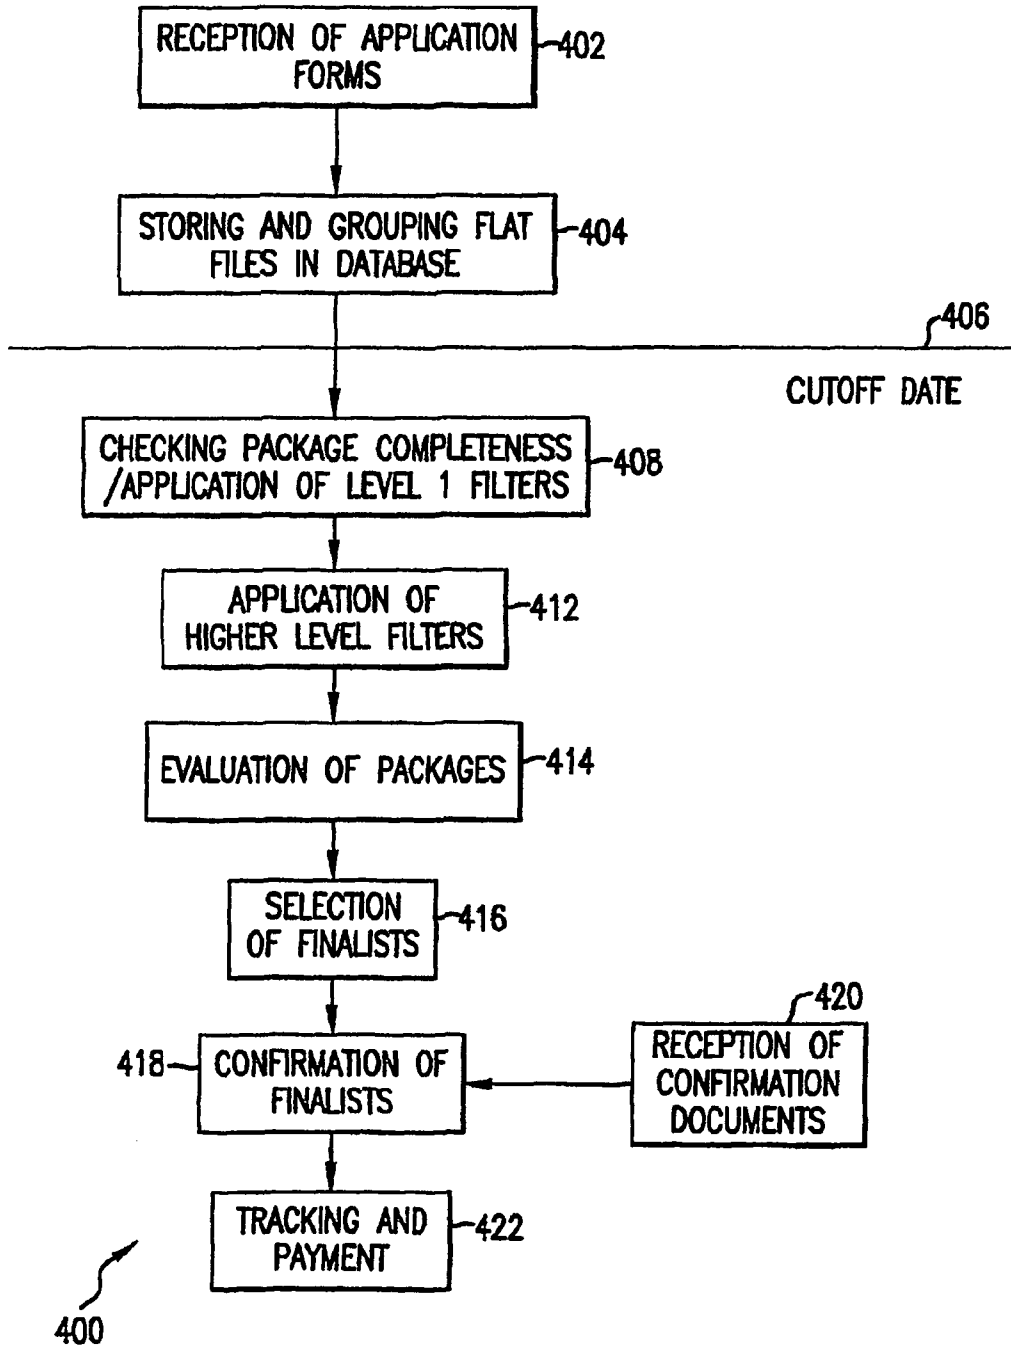 RECEPTION OF APPLICATION
FORMS
402
STORING AND GROUPING FLAT
FILES IN DATABASE
404
406
CUTOFF DATE
CHECKING PACKAGE COMPLETENESS
/APPLICATION OF LEVEL 1 FILTERS
408
APPLICATION OF
HIGHER LEVEL FILTERS
412
EVALUATION OF PACKAGES
414
SELECTION
OF FINALISTS
416
418
CONFIRMATION OF
FINALISTS
420
RECEPTION OF
CONFIRMATION
DOCUMENTS
TRACKING AND
PAYMENT
422
400